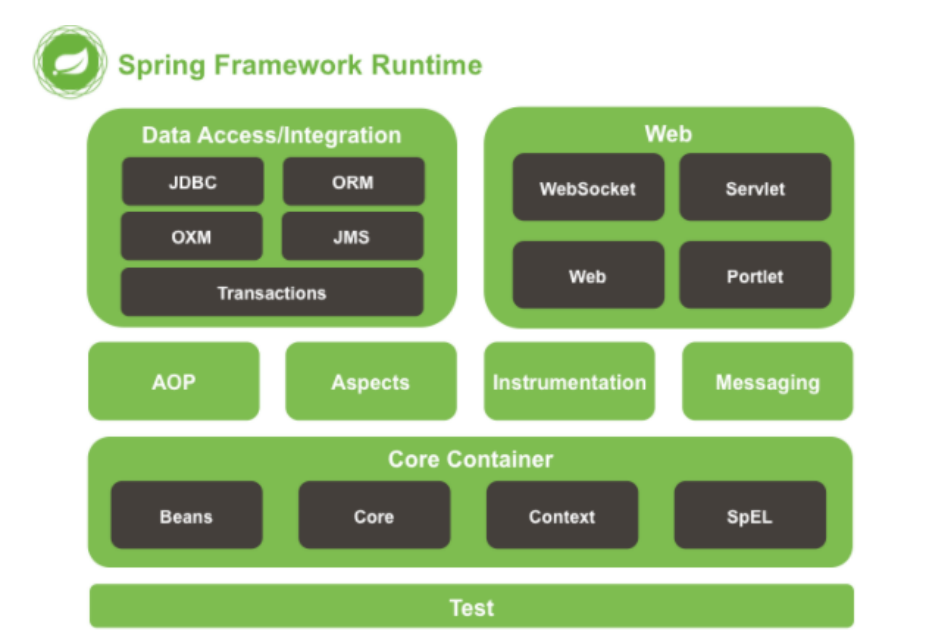 Spring Framework Runtime
Data Access/Integration
JDBC
ORM
OXM
JMS
Transactions
Web
WebSocket
Servlet
Web
Portlet
AOP
Aspects
Instrumentation
Messaging
Core Container
Beans
Core
Context
SpEL
Test